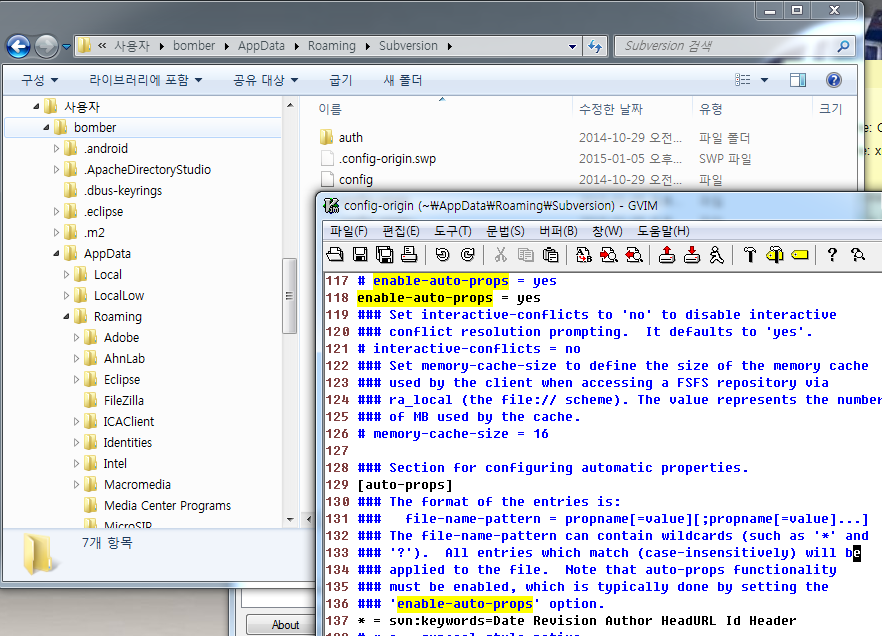 « 사용자 ▸ bomber ▸ AppData ▸ Roaming ▸ Subversion ▸
Subversion 검색
구성 라이브러리에 포함 공유 대상 굽기 새 폴더
사용자
bomber
.android
.ApacheDirectoryStudio
.dbus-keyrings
.eclipse
.m2
AppData
Local
LocalLow
Roaming
Adobe
AhnLab
Eclipse
FileZilla
ICAClient
Identities
Intel
Macromedia
Media Center Programs
MicroSIP
이름 수정한 날짜 유형 크기
auth 2014-10-29 오전... 파일 폴더
.config-origin.swp 2015-01-05 오후... SWP 파일
config 2014-10-29 오전... 파일
7개 항목
config-origin (~₩AppData₩Roaming₩Subversion) - GVIM
파일(F) 편집(E) 도구(T) 문법(S) 버퍼(B) 창(W) 도움말(H)
117 # enable-auto-props = yes
118 enable-auto-props = yes
119 ### Set interactive-conflicts to 'no' to disable interactive
120 ### conflict resolution prompting.  It defaults to 'yes'.
121 # interactive-conflicts = no
122 ### Set memory-cache-size to define the size of the memory cache
123 ### used by the client when accessing a FSFS repository via
124 ### ra_local (the file:// scheme). The value represents the number
125 ### of MB used by the cache.
126 # memory-cache-size = 16
127
128 ### Section for configuring automatic properties.
129 [auto-props]
130 ### The format of the entries is:
131 ###   file-name-pattern = propname[=value][;propname[=value]...]
132 ### The file-name-pattern can contain wildcards (such as '*' and
133 ### '?').  All entries which match (case-insensitively) will be
134 ### applied to the file.  Note that auto-props functionality
135 ### must be enabled, which is typically done by setting the
136 ### 'enable-auto-props' option.
137 * = svn:keywords=Date Revision Author HeadURL Id Header
About